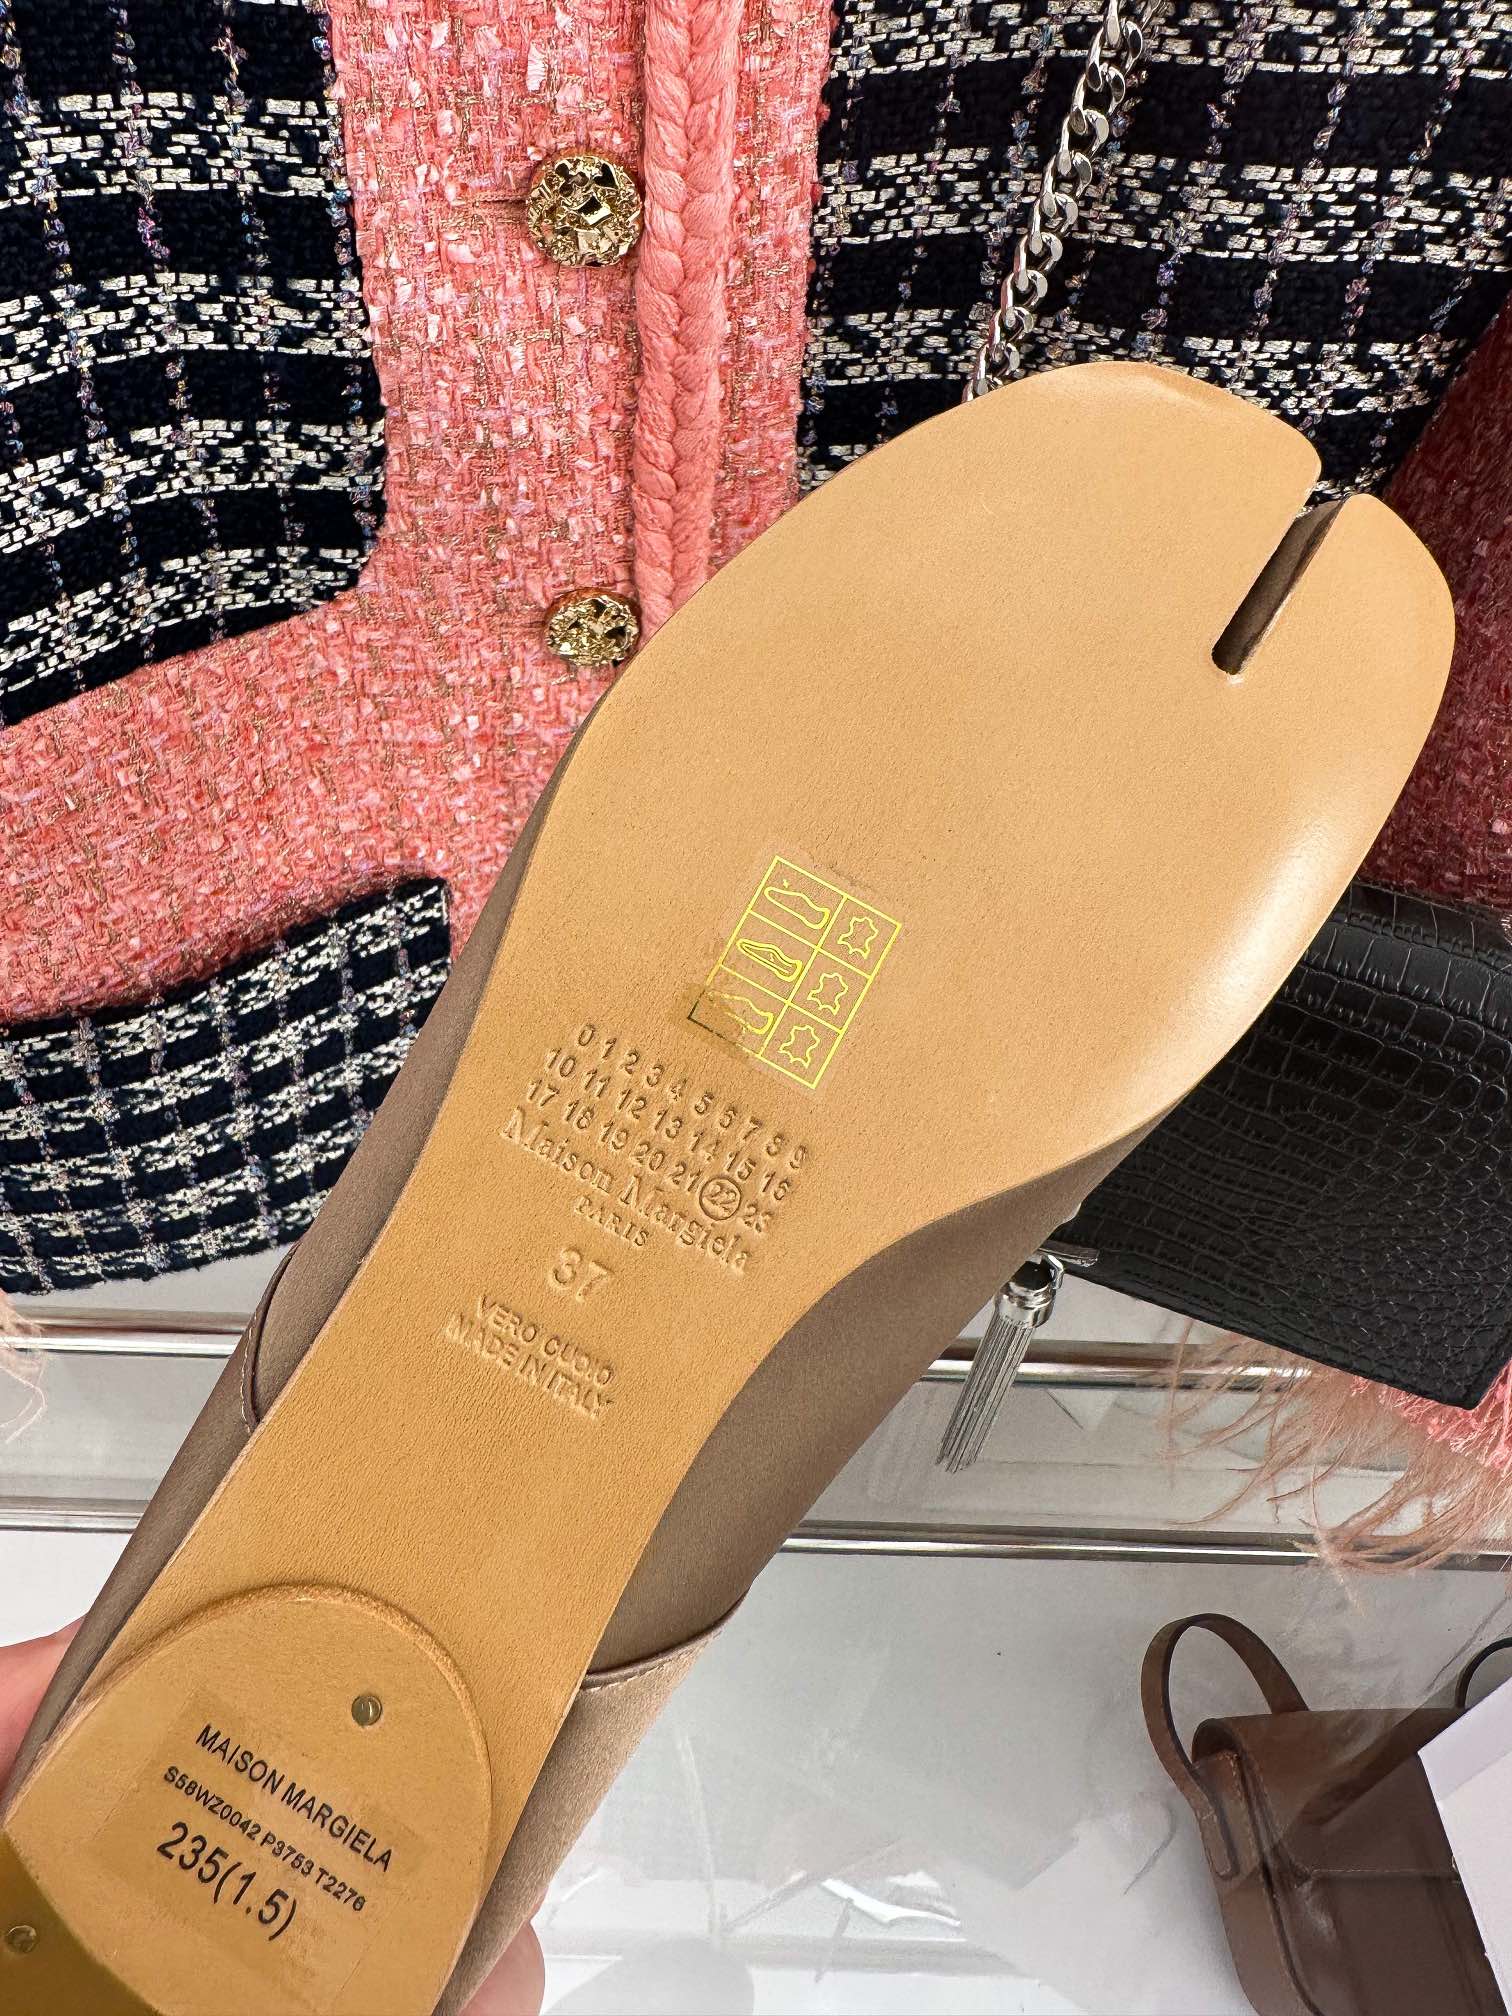 0 1 2 3 4 5 6 7 8 9
10 11 12 13 14 15 16
17 18 19 20 21 22 23
Maison Margiela
PARIS
37
VERO CUOIO
MADE IN ITALY
MAISON MARGIELA
S58WZ0042 P3753 T2276
235(1.5)